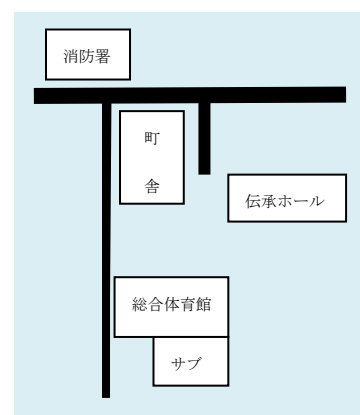 消防署
町
舎
伝承ホール
総合体育館
サブ